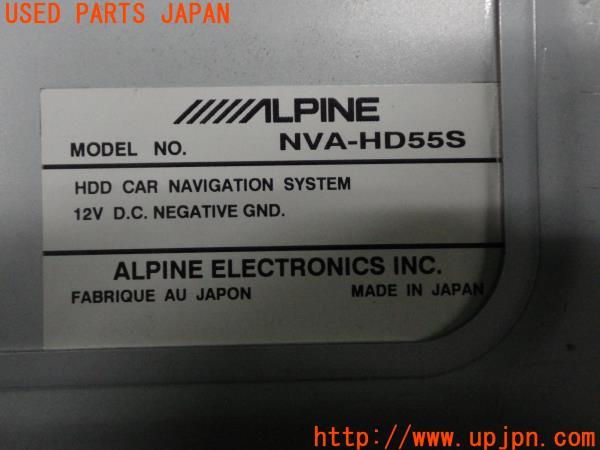 USED PARTS JAPAN
ALPINE
MODEL NO. NVA-HD55S
HDD CAR NAVIGATION SYSTEM
12V D.C. NEGATIVE GND.
ALPINE ELECTRONICS INC.
FABRIQUE AU JAPON MADE IN JAPAN
http://www.upjpn.com/